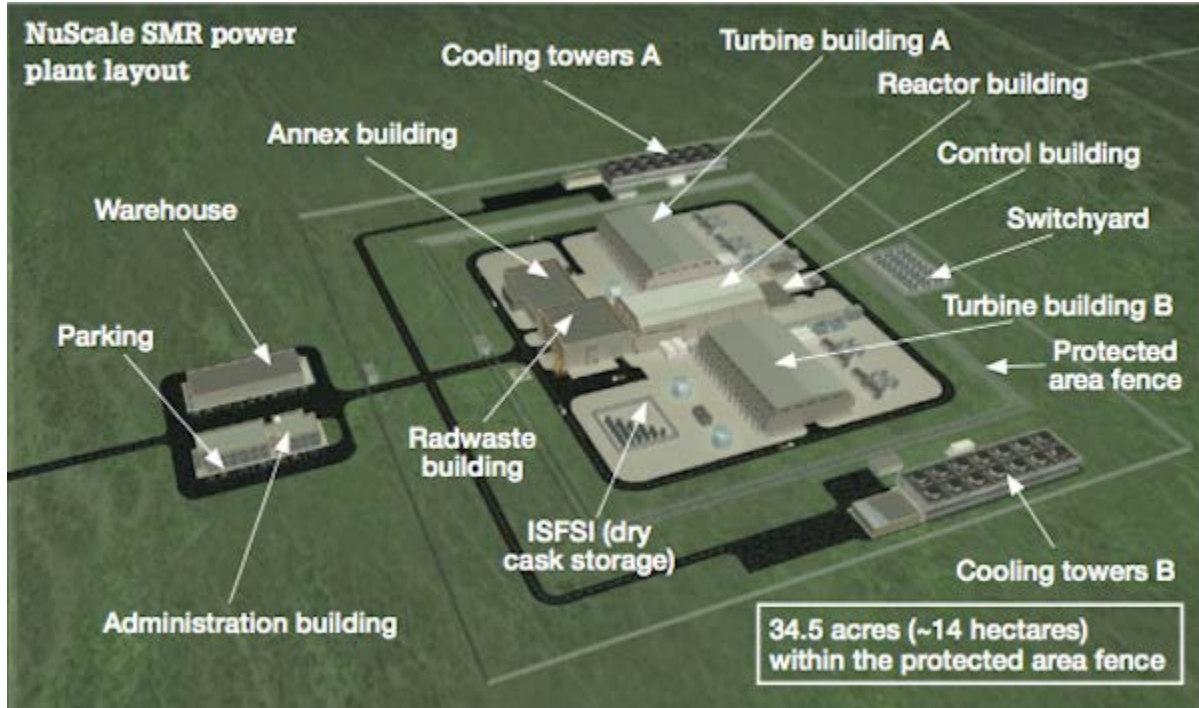 NuScale SMR power
plant layout
Cooling towers A
Turbine building A
Reactor building
Annex building
Control building
Warehouse
Switchyard
Turbine building B
Parking
Protected
area fence
Radwaste
building
ISFSI (dry
cask storage)
Cooling towers B
Administration building
34.5 acres (~14 hectares)
within the protected area fence